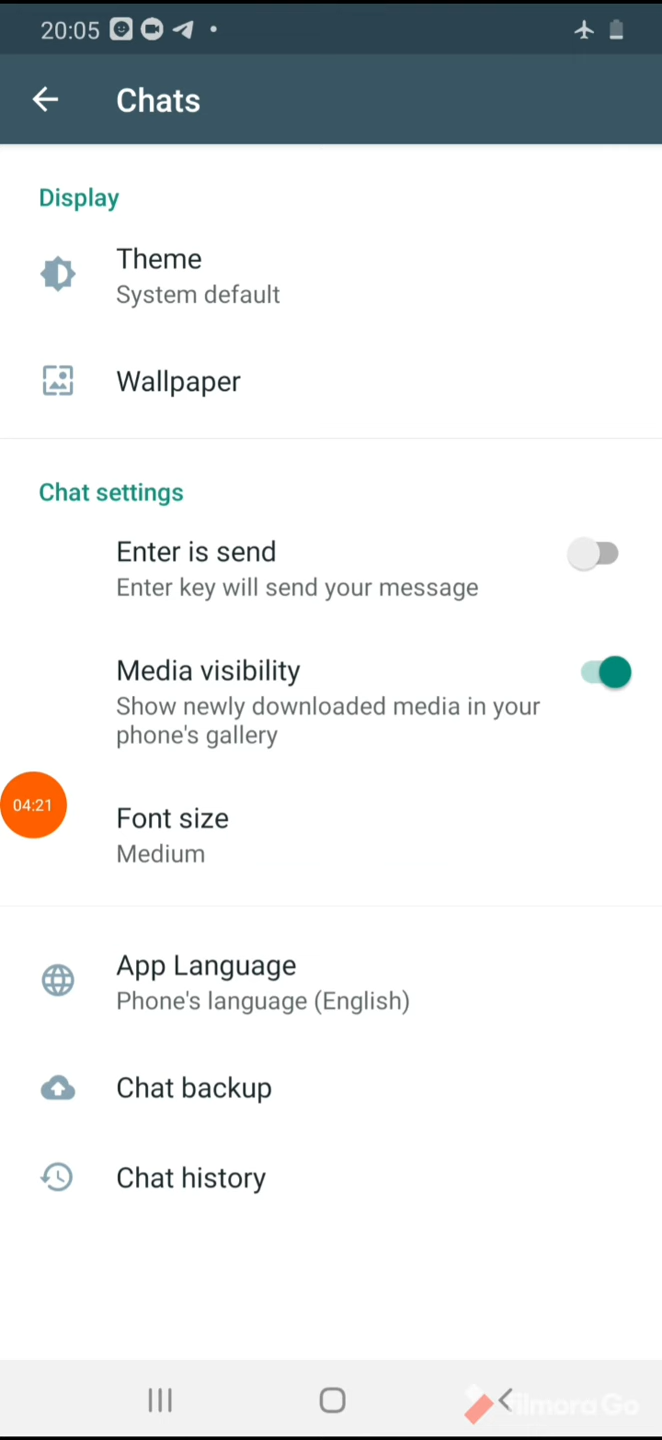 20:05
Chats
Display
Theme
System default
Wallpaper
Chat settings
Enter is send
Enter key will send your message
Media visibility
Show newly downloaded media in your
phone's gallery
04:21
Font size
Medium
App Language
Phone's language (English)
Chat backup
Chat history
filmora Go